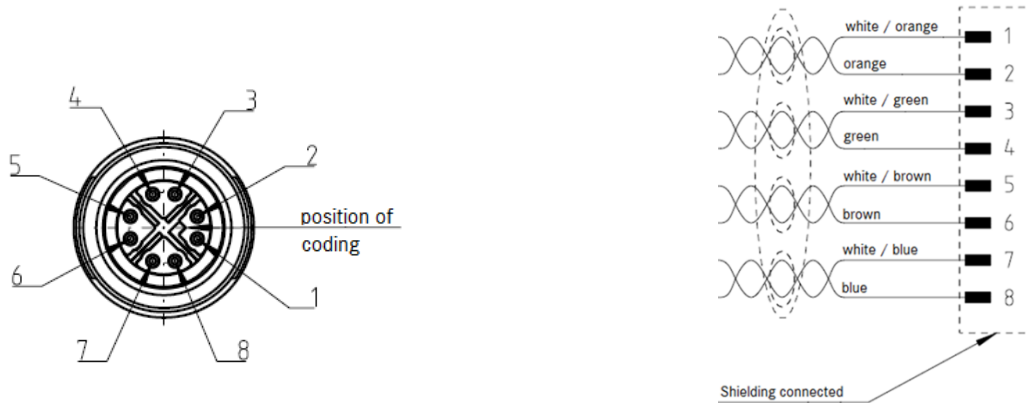 4
3
5
2
position of
coding
6
1
7
8
white / orange
1
orange
2
white / green
3
green
4
white / brown
5
brown
6
white / blue
7
blue
8
Shielding connected